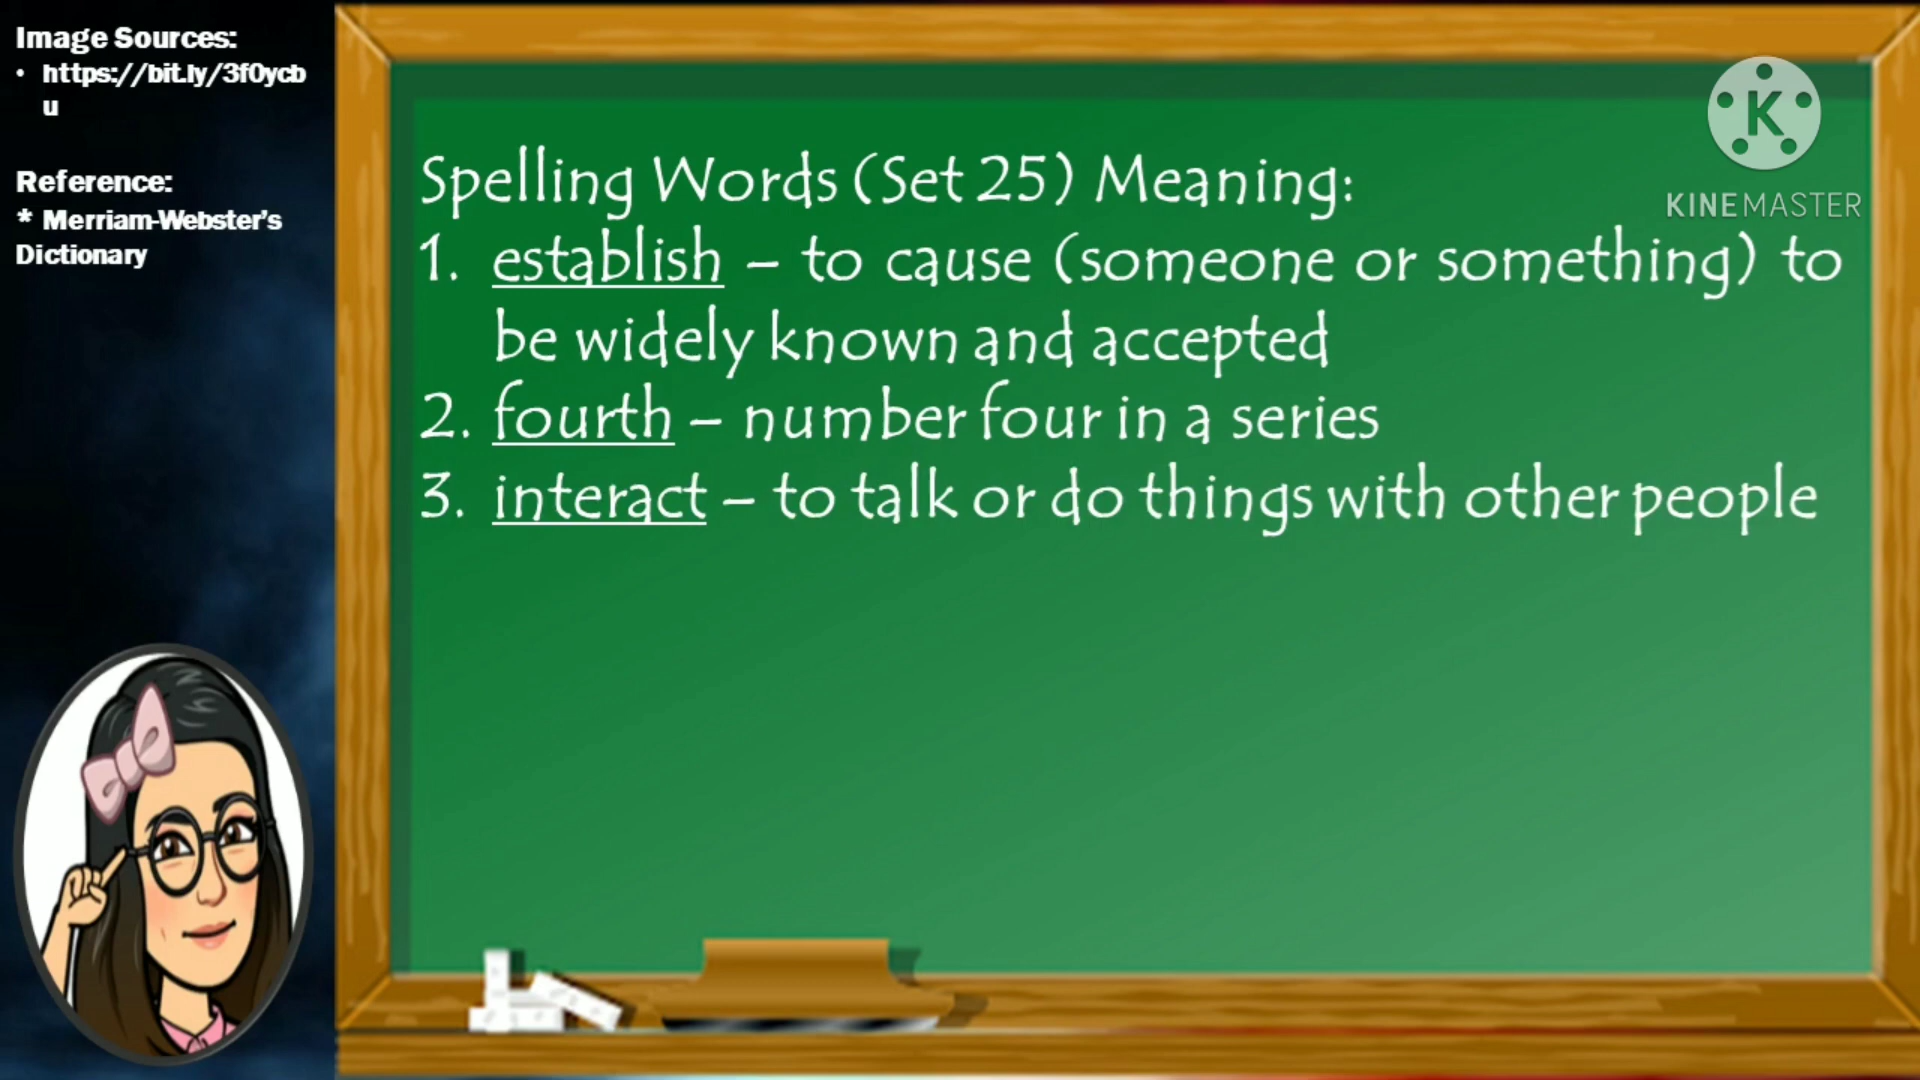 Image Sources:
• https://bit.ly/3f0ycb
u
Reference:
* Merriam-Webster's
Dictionary
K
KINEMASTER
Spelling Words (Set 25) Meaning:
1. establish – to cause (someone or something) to
be widely known and accepted
2. fourth – number four in a series
3. interact – to talk or do things with other people